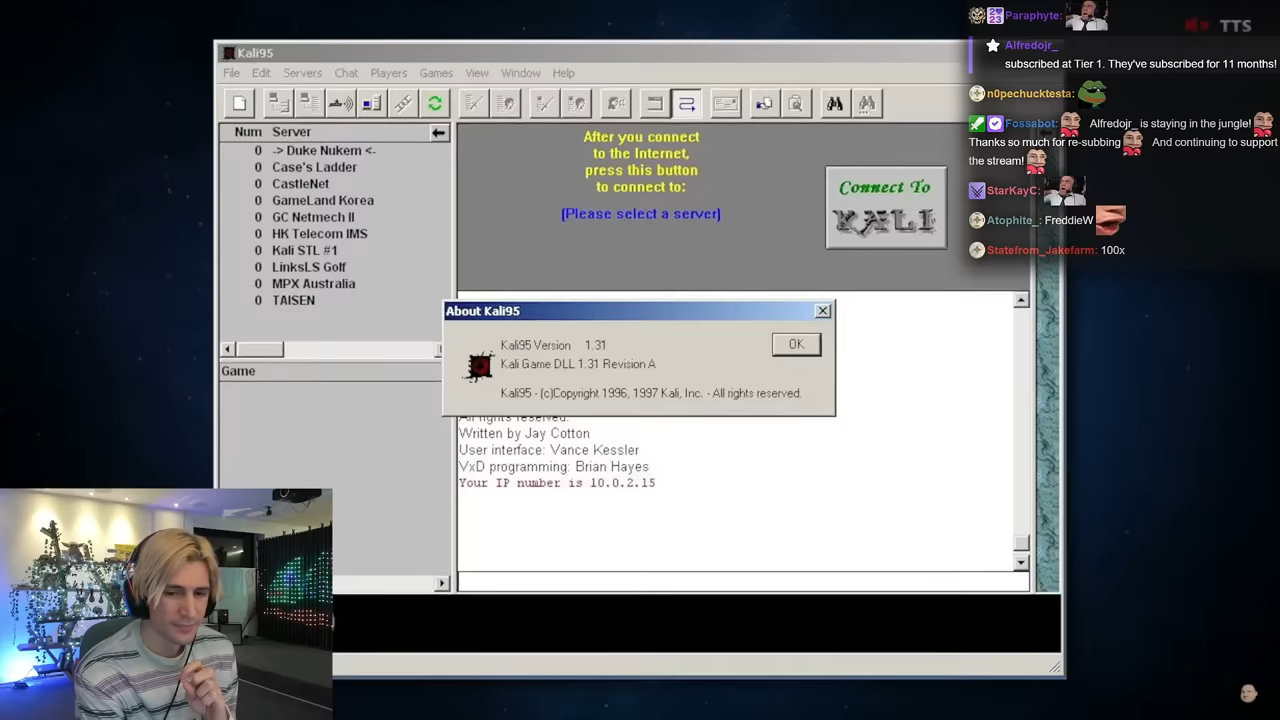 Kali95
File Edit Servers Chat Players Games View Window Help
Num Server
0 -> Duke Nukem <-
0 Case's Ladder
0 CastleNet
0 GameLand Korea
0 GC Netmech II
0 HK Telecom IMS
0 Kali STL #1
0 LinksLS Golf
0 MPX Australia
0 TAISEN
Game
After you connect
to the Internet,
press this button
to connect to:
(Please select a server)
Connect To
KALI
About Kali95
Kali95 Version 1.31
OK
Kali Game DLL 1.31 Revision A
Kali95 - (c)Copyright 1996, 1997 Kali, Inc. - All rights reserved.
All rights reserved.
Written by Jay Cotton
User interface: Vance Kessler
VxD programming: Brian Hayes
Your IP number is 10.0.2.15
TTS
Paraphyte:
Alfredojr_
subscribed at Tier 1. They've subscribed for 11 months!
n0pechucktesta:
Fossabot: Alfredojr_ is staying in the jungle!
Thanks so much for re-subbing And continuing to support
the stream!
StarKayC:
Atophite_: FreddieW
Statefrom_Jakefarm: 100x